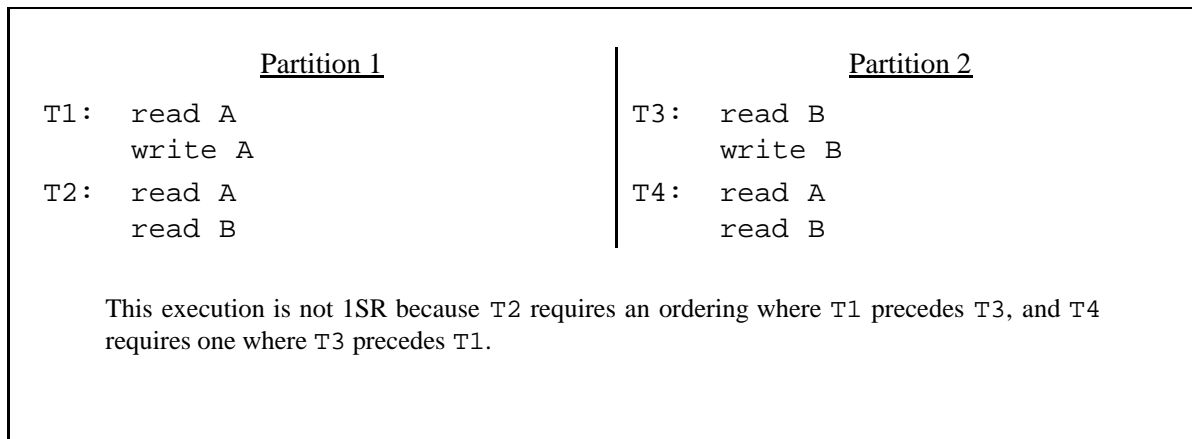 Partition 1
T1: read A
write A
T2: read A
read B
Partition 2
T3: read B
write B
T4: read A
read B
This execution is not 1SR because T2 requires an ordering where T1 precedes T3, and T4
requires one where T3 precedes T1.